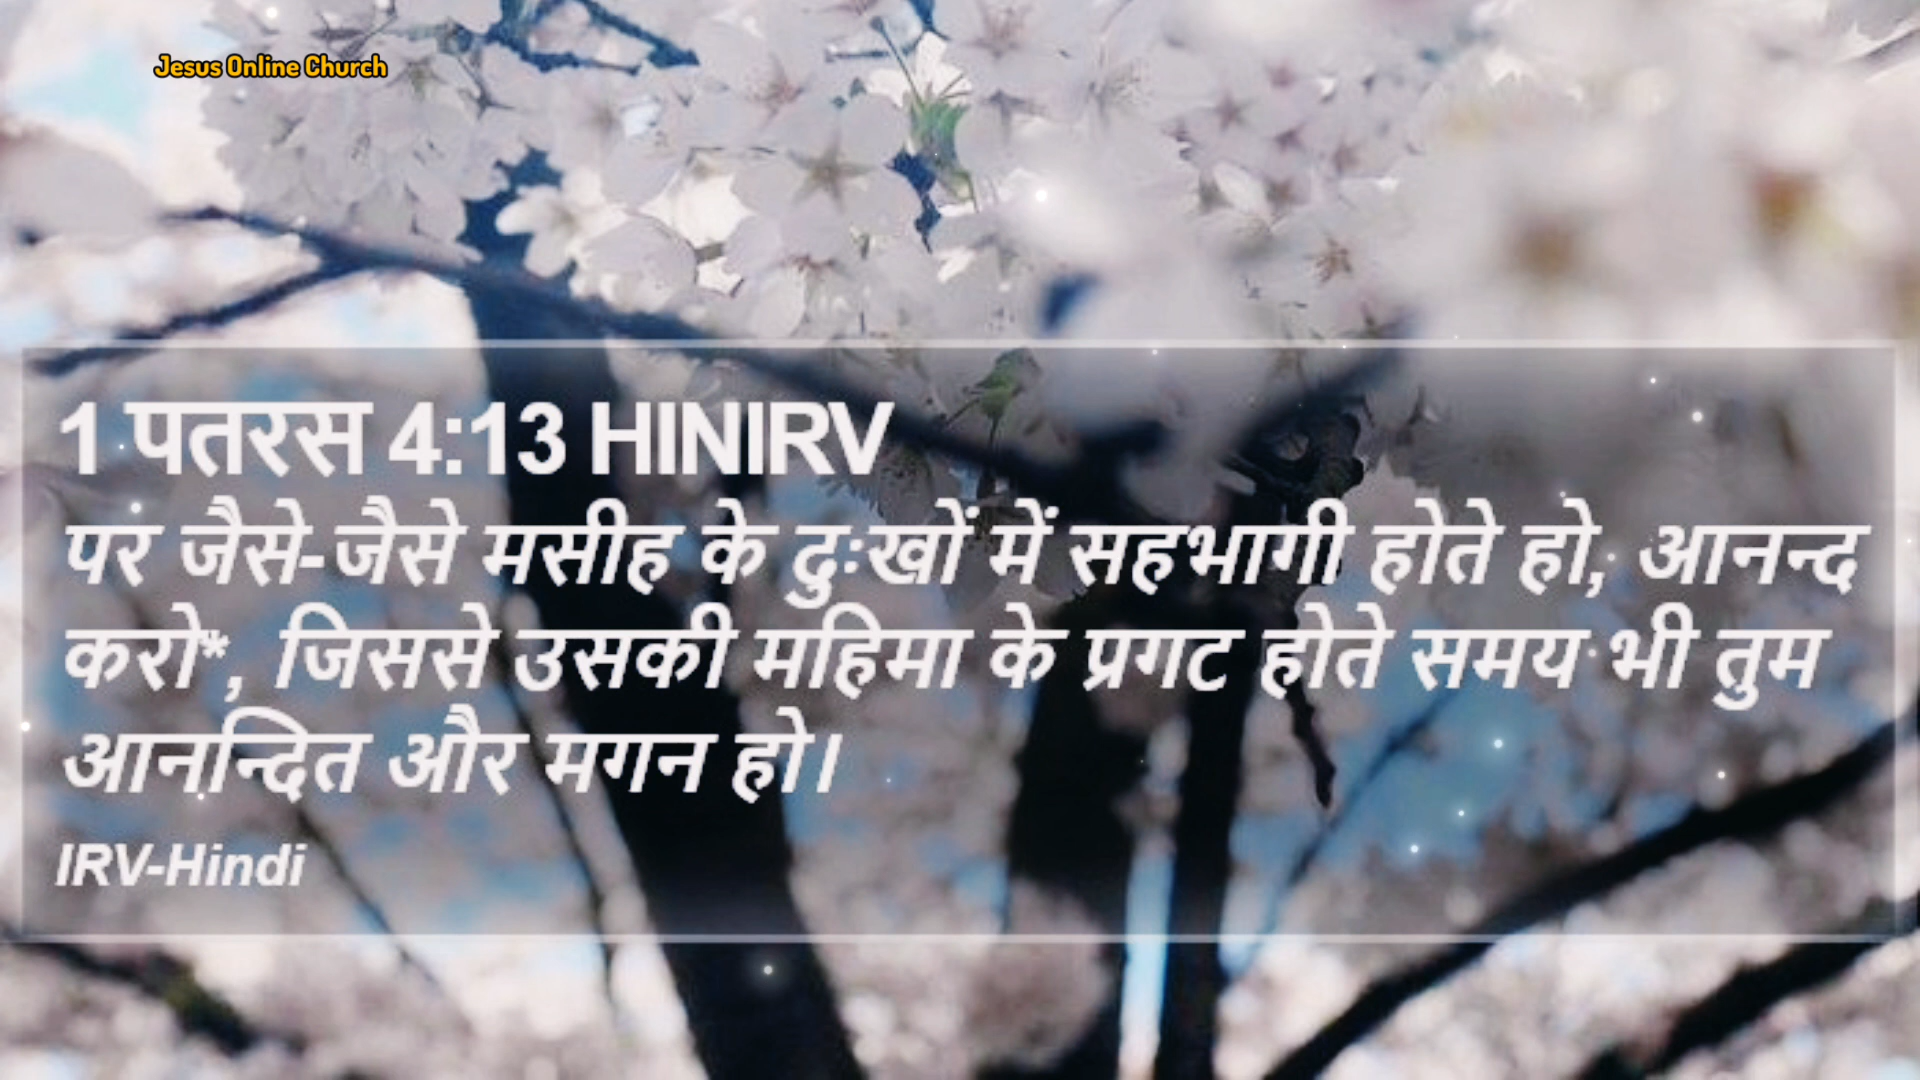 Jesus Online Church
1 पतरस 4:13 HINIRV
पर जैसे-जैसे मसीह के दुःखों में सहभागी होते हो, आनन्द
करो*, जिससे उसकी महिमा के प्रगट होते समय भी तुम
आनन्दित और मगन हो।
IRV-Hindi